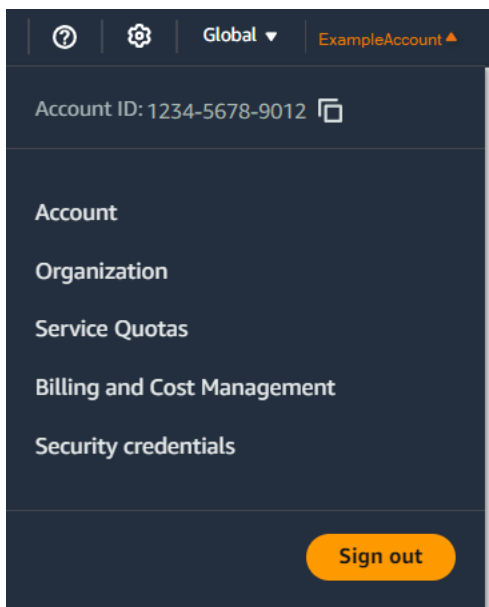 Global ExampleAccount
Account ID: 1234-5678-9012
Account
Organization
Service Quotas
Billing and Cost Management
Security credentials
Sign out